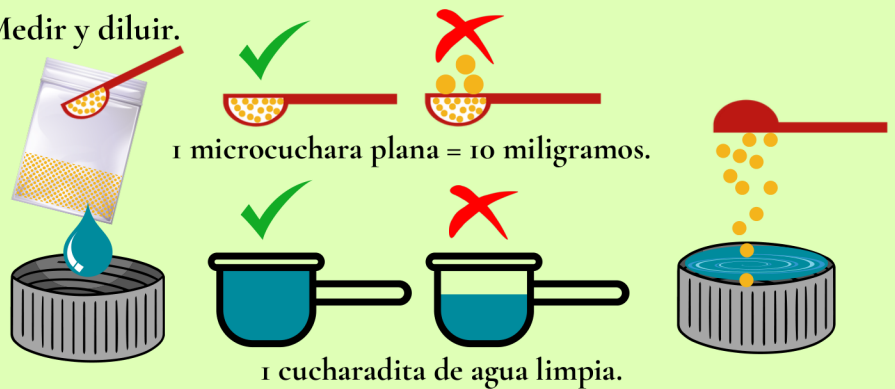 Medir y diluir.
1 microcuchara plana = 10 miligramos.
1 cucharadita de agua limpia.